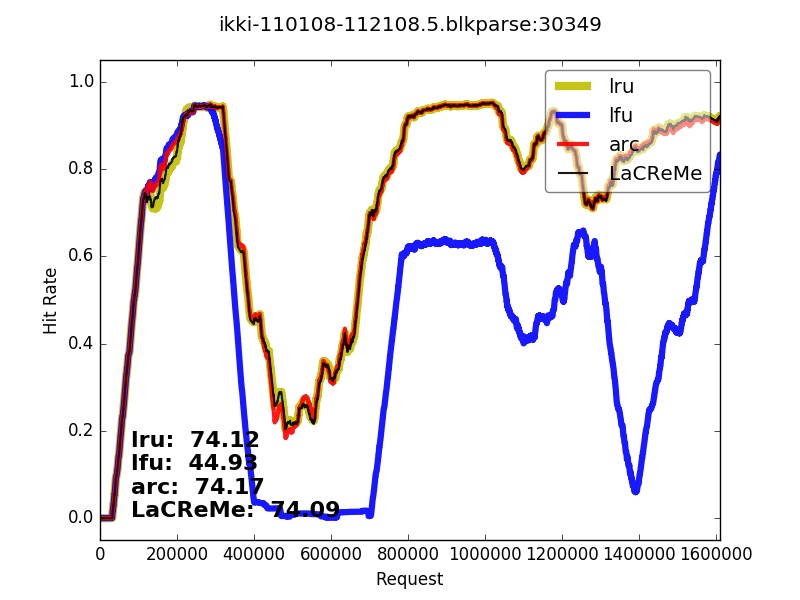 ikki-110108-112108.5.blkparse:30349
1.0
0.8
0.6
0.4
0.2
0.0
Hit Rate
lru
lfu
arc
LaCReMe
lru: 74.12
lfu: 44.93
arc: 74.17
LaCReMe: 74.09
0 200000 400000 600000 800000 1000000 1200000 1400000 1600000
Request